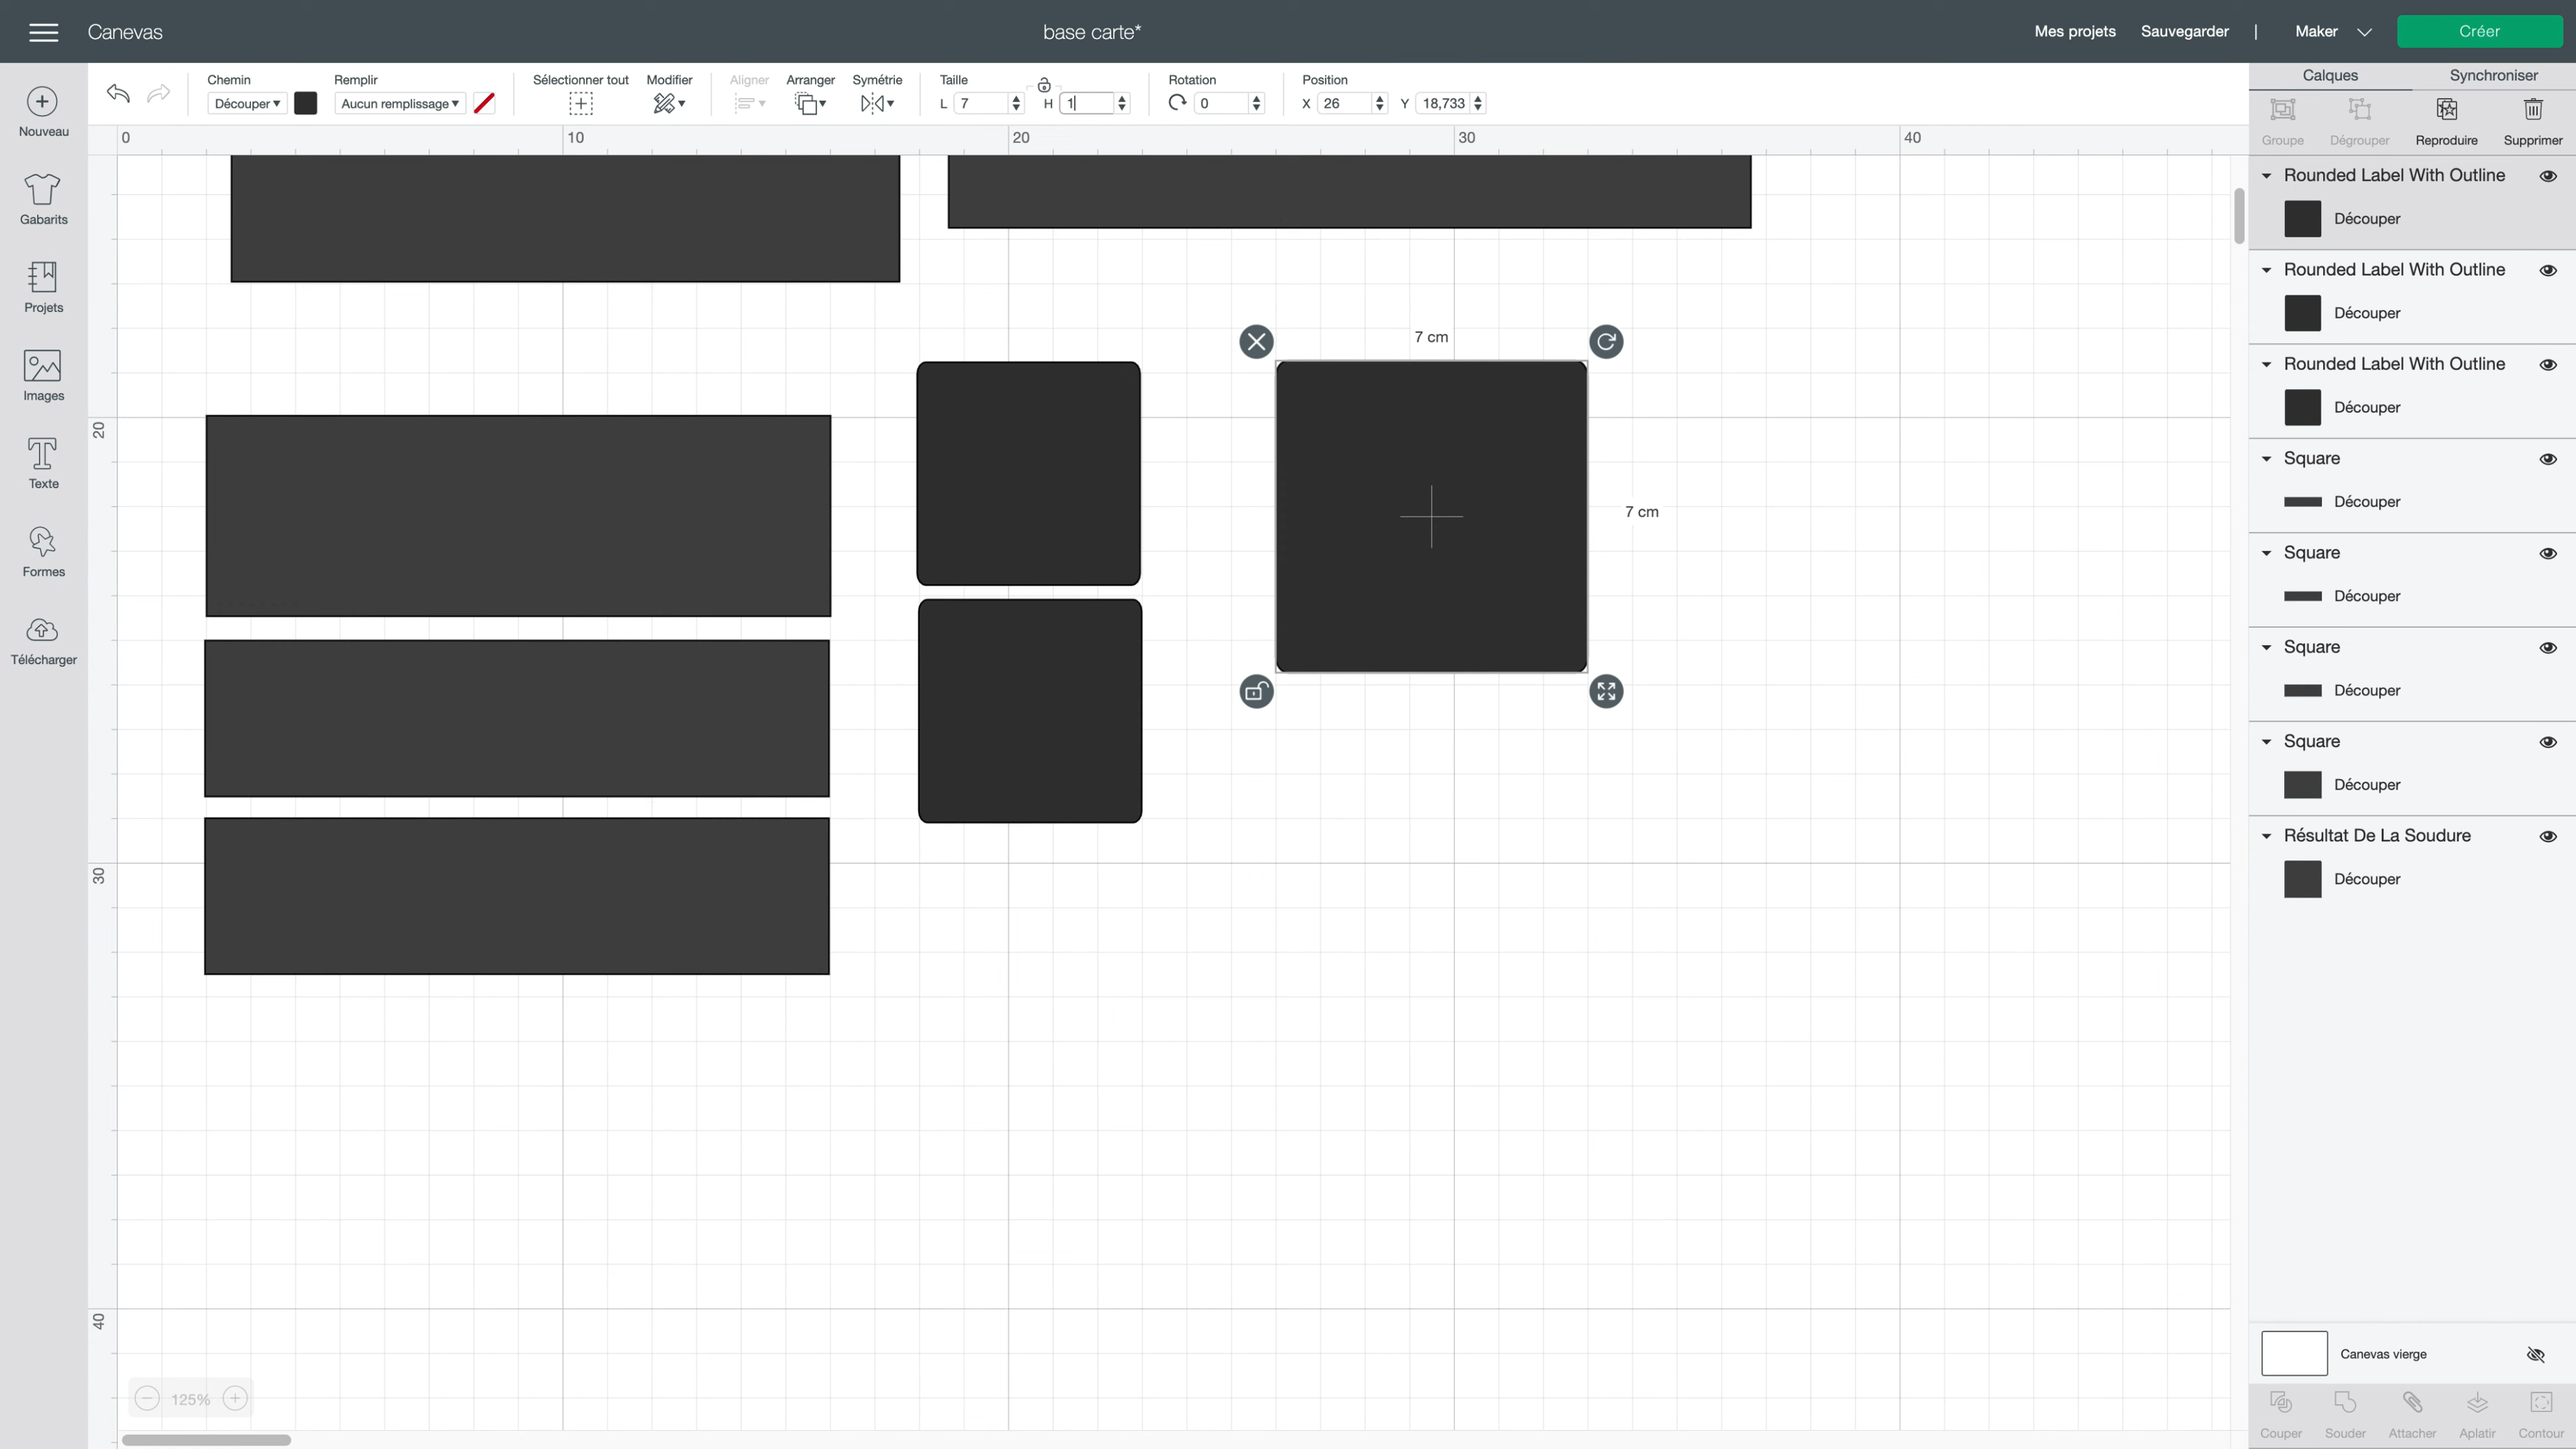 Canevas
base carte*
Mes projets
Sauvegarder
|
Maker
Créer
Nouveau
Gabarits
Projets
Images
Texte
Formes
Télécharger
Chemin
Découper
Remplir
Aucun remplissage
Sélectionner tout
Modifier
Aligner
Arranger
Symétrie
Taille
L 7
H 1
Rotation
0
Position
X 26
Y 18,733
0
10
20
30
40
20
30
40
7 cm
7 cm
125%
Calques
Synchroniser
Groupe
Dégrouper
Reproduire
Supprimer
Rounded Label With Outline
Découper
Rounded Label With Outline
Découper
Rounded Label With Outline
Découper
Square
Découper
Square
Découper
Square
Découper
Square
Découper
Résultat De La Soudure
Découper
Canevas vierge
Couper
Souder
Attacher
Aplatir
Contour